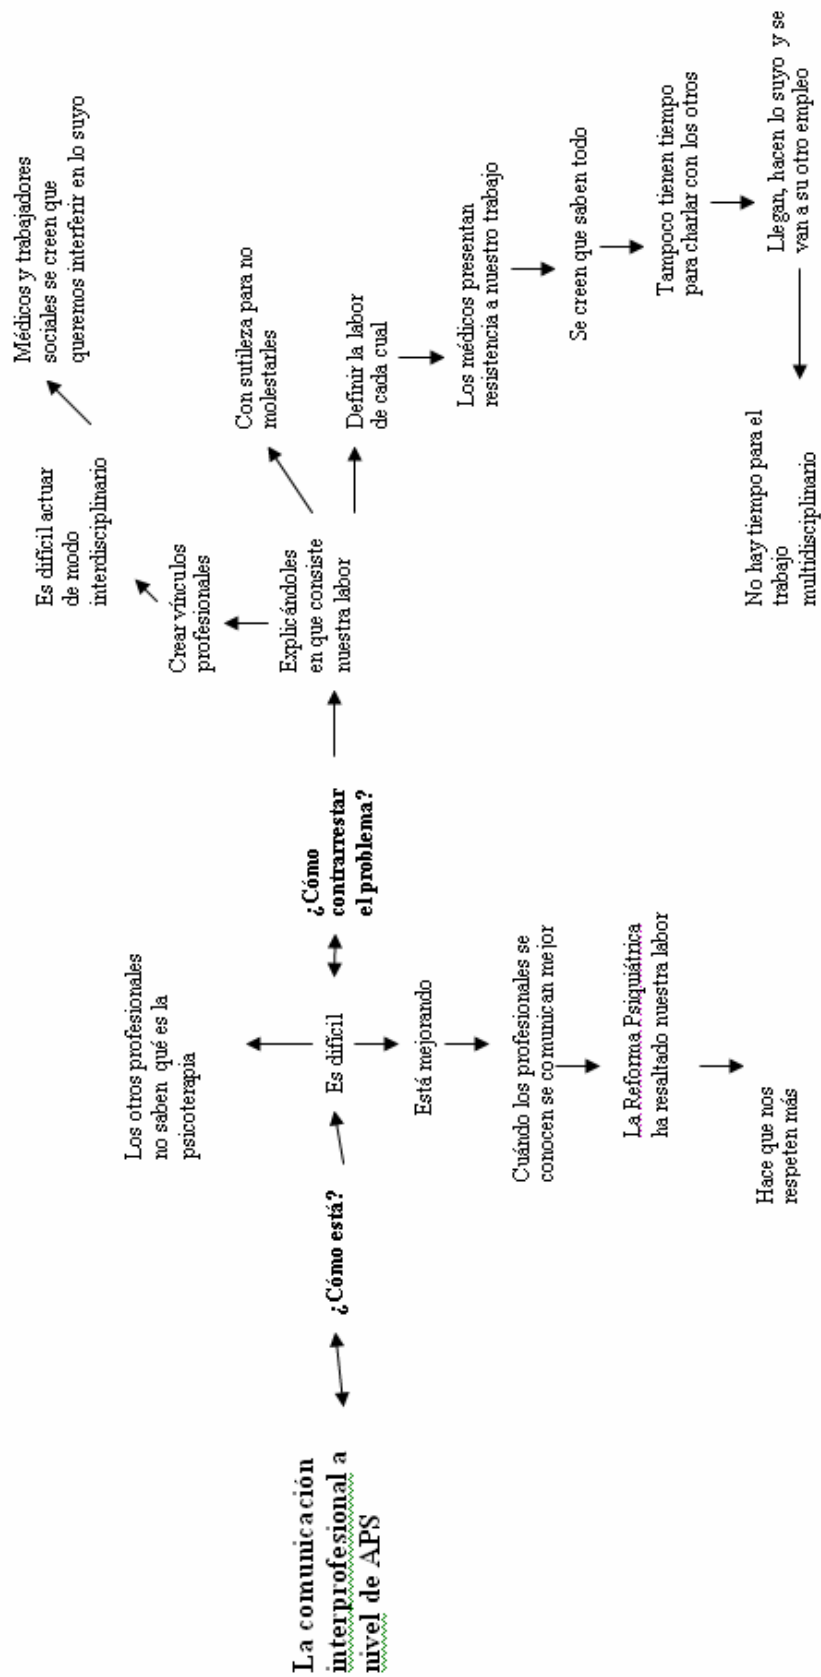 La comunicación
interprofesional a
nivel de APS
¿Cómo está?
Es difícil
Los otros profesionales
no saben qué es la
psicoterapia
Está mejorando
Cuándo los profesionales se
conocen se comunican mejor
La Reforma Psiquiátrica
ha resaltado nuestra labor
Hace que nos
respeten más
¿Cómo
contrarrestar
el problema?
Explicándoles
en que consiste
nuestra labor
Crear vínculos
profesionales
Es difícil actuar
de modo
interdisciplinario
Médicos y trabajadores
sociales se creen que
queremos interferir en lo suyo
Con sutileza para no
molestarles
Definir la labor
de cada cual
Los médicos presentan
resistencia a nuestro trabajo
Se creen que saben todo
Tampoco tienen tiempo
para charlar con los otros
Llegan, hacen lo suyo y se
van a su otro empleo
No hay tiempo para el
trabajo
multidisciplinario